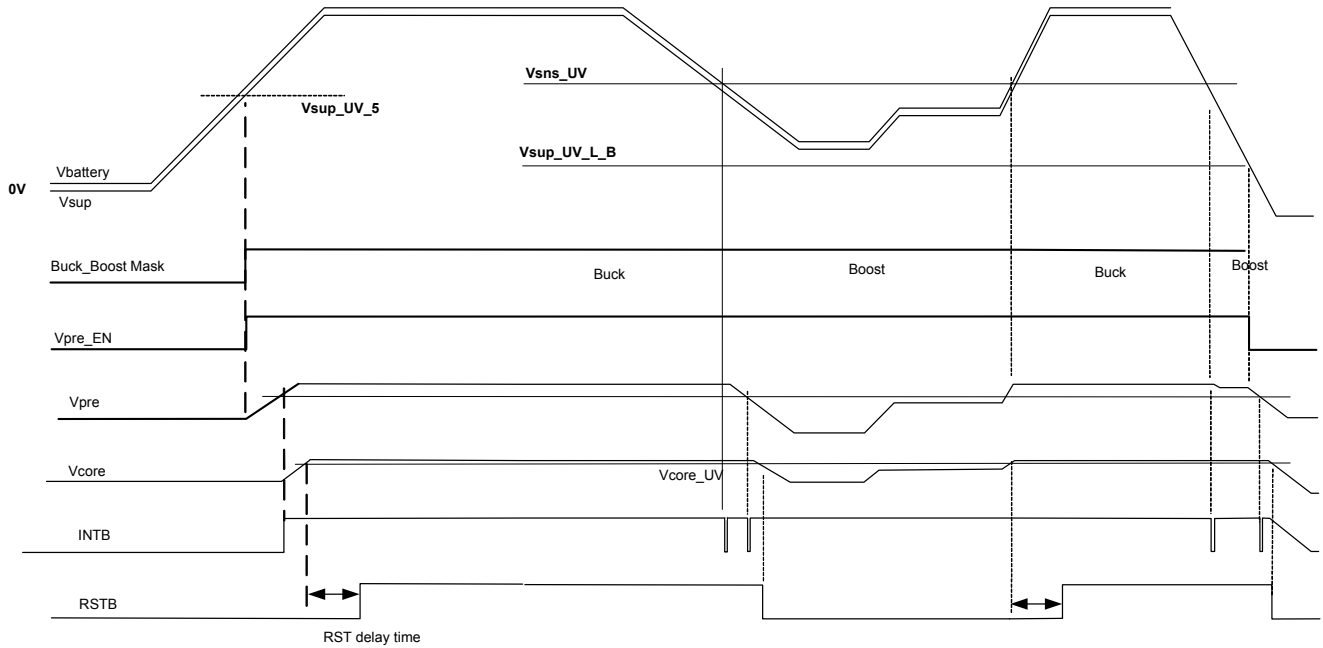 Vsns_UV
Vsup_UV_5
Vsup_UV_L_B
Vbattery
0V
Vsup
Buck_Boost Mask
Buck
Boost
Buck
Boost
Vpre_EN
Vpre
Vcore
Vcore_UV
INTB
RSTB
RST delay time